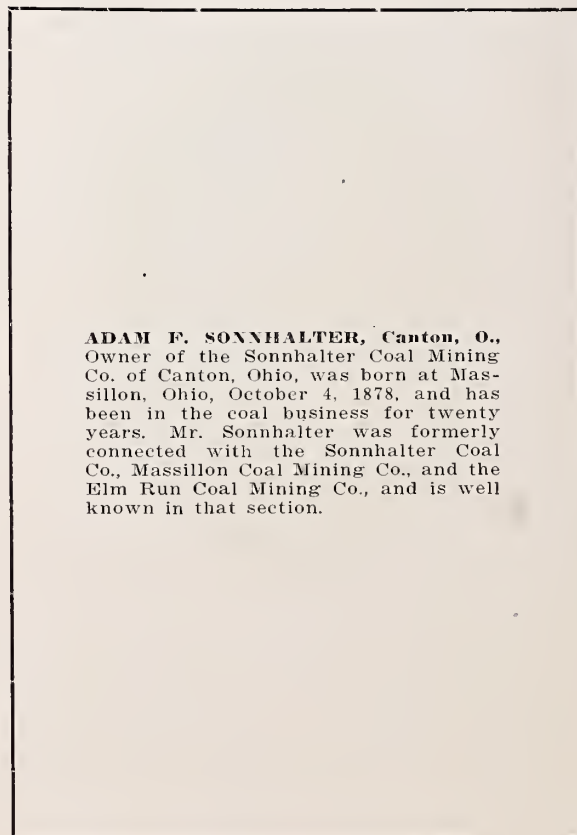 ADAM F. SONNHALTER, Canton, O.,
Owner of the Sonnhalter Coal Mining
Co. of Canton, Ohio, was born at Mas-
sillon, Ohio, October 4, 1878, and has
been in the coal business for twenty
years. Mr. Sonnhalter was formerly
connected with the Sonnhalter Coal
Co., Massillon Coal Mining Co., and the
Elm Run Coal Mining Co., and is well
known in that section.